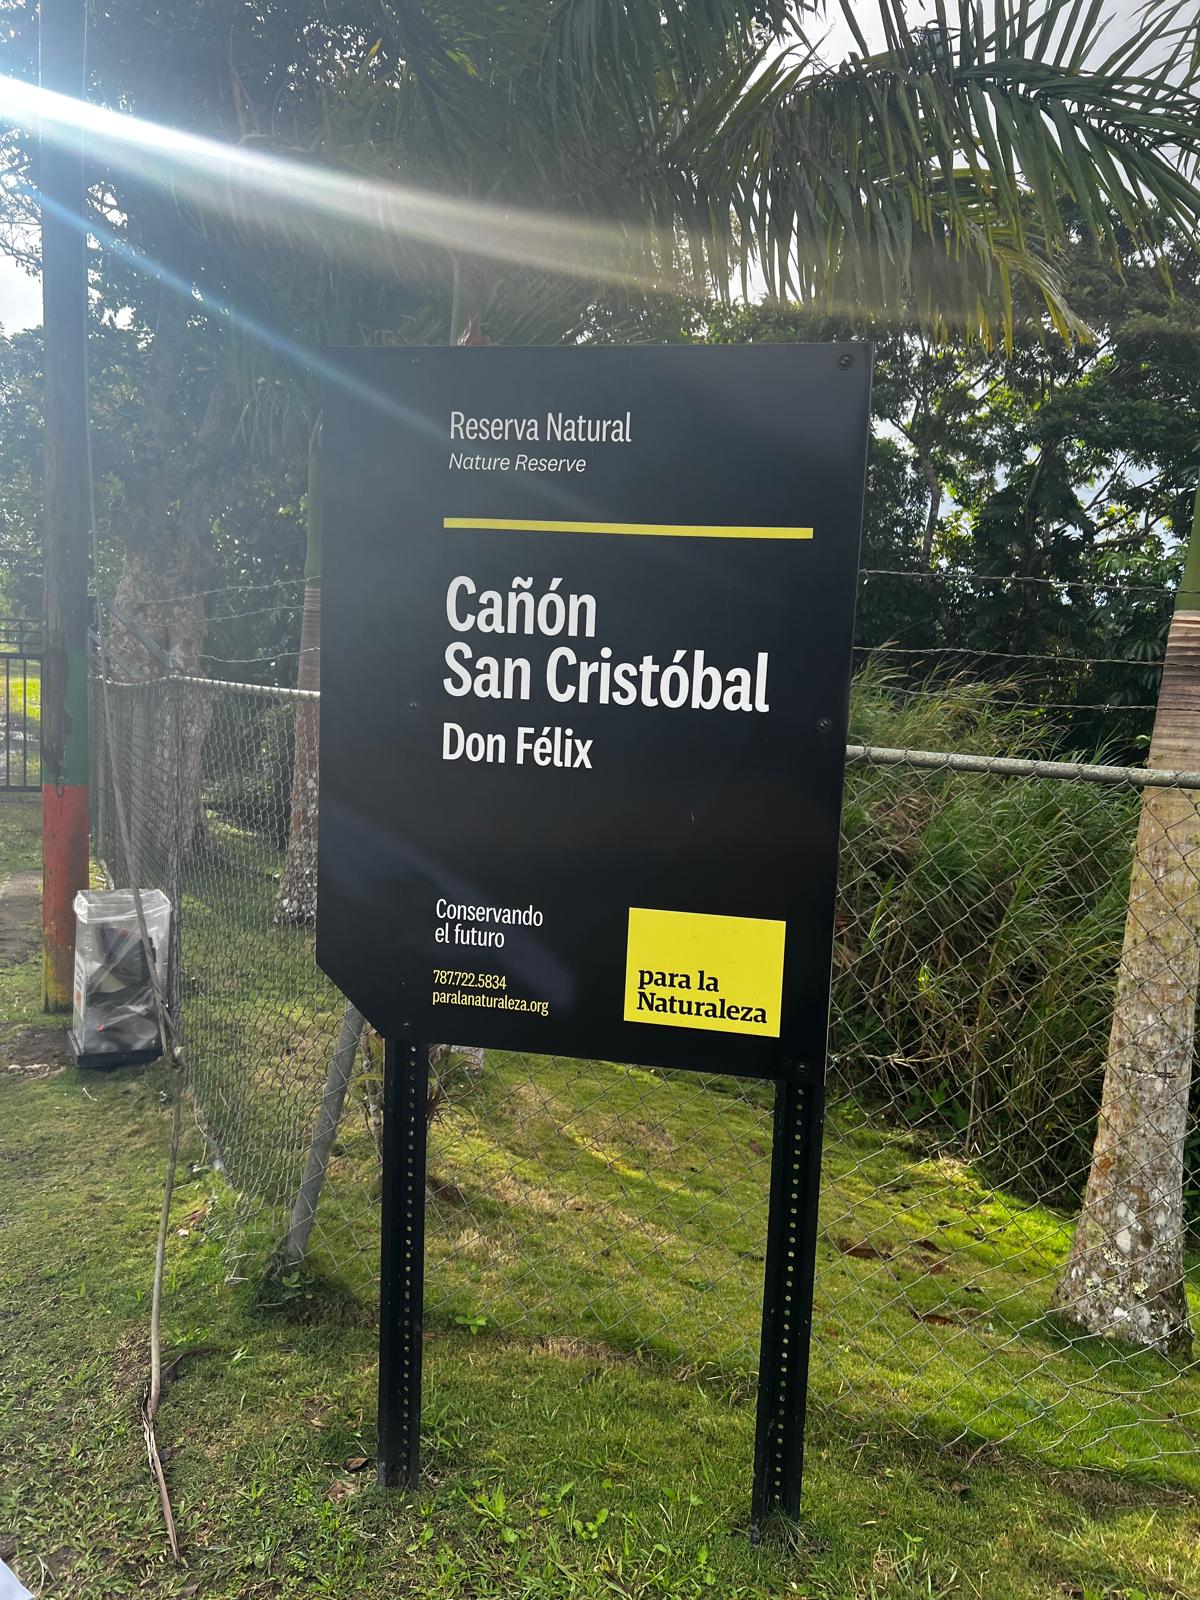 Reserva Natural
Nature Reserve
Cañón
San Cristóbal
Don Félix
Conservando
el futuro
787.722.5834
paralanaturaleza.org
para la
Naturaleza